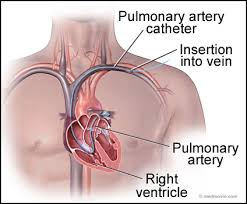 Pulmonary artery
catheter
Insertion
into vein
Pulmonary
artery
Right
ventricle